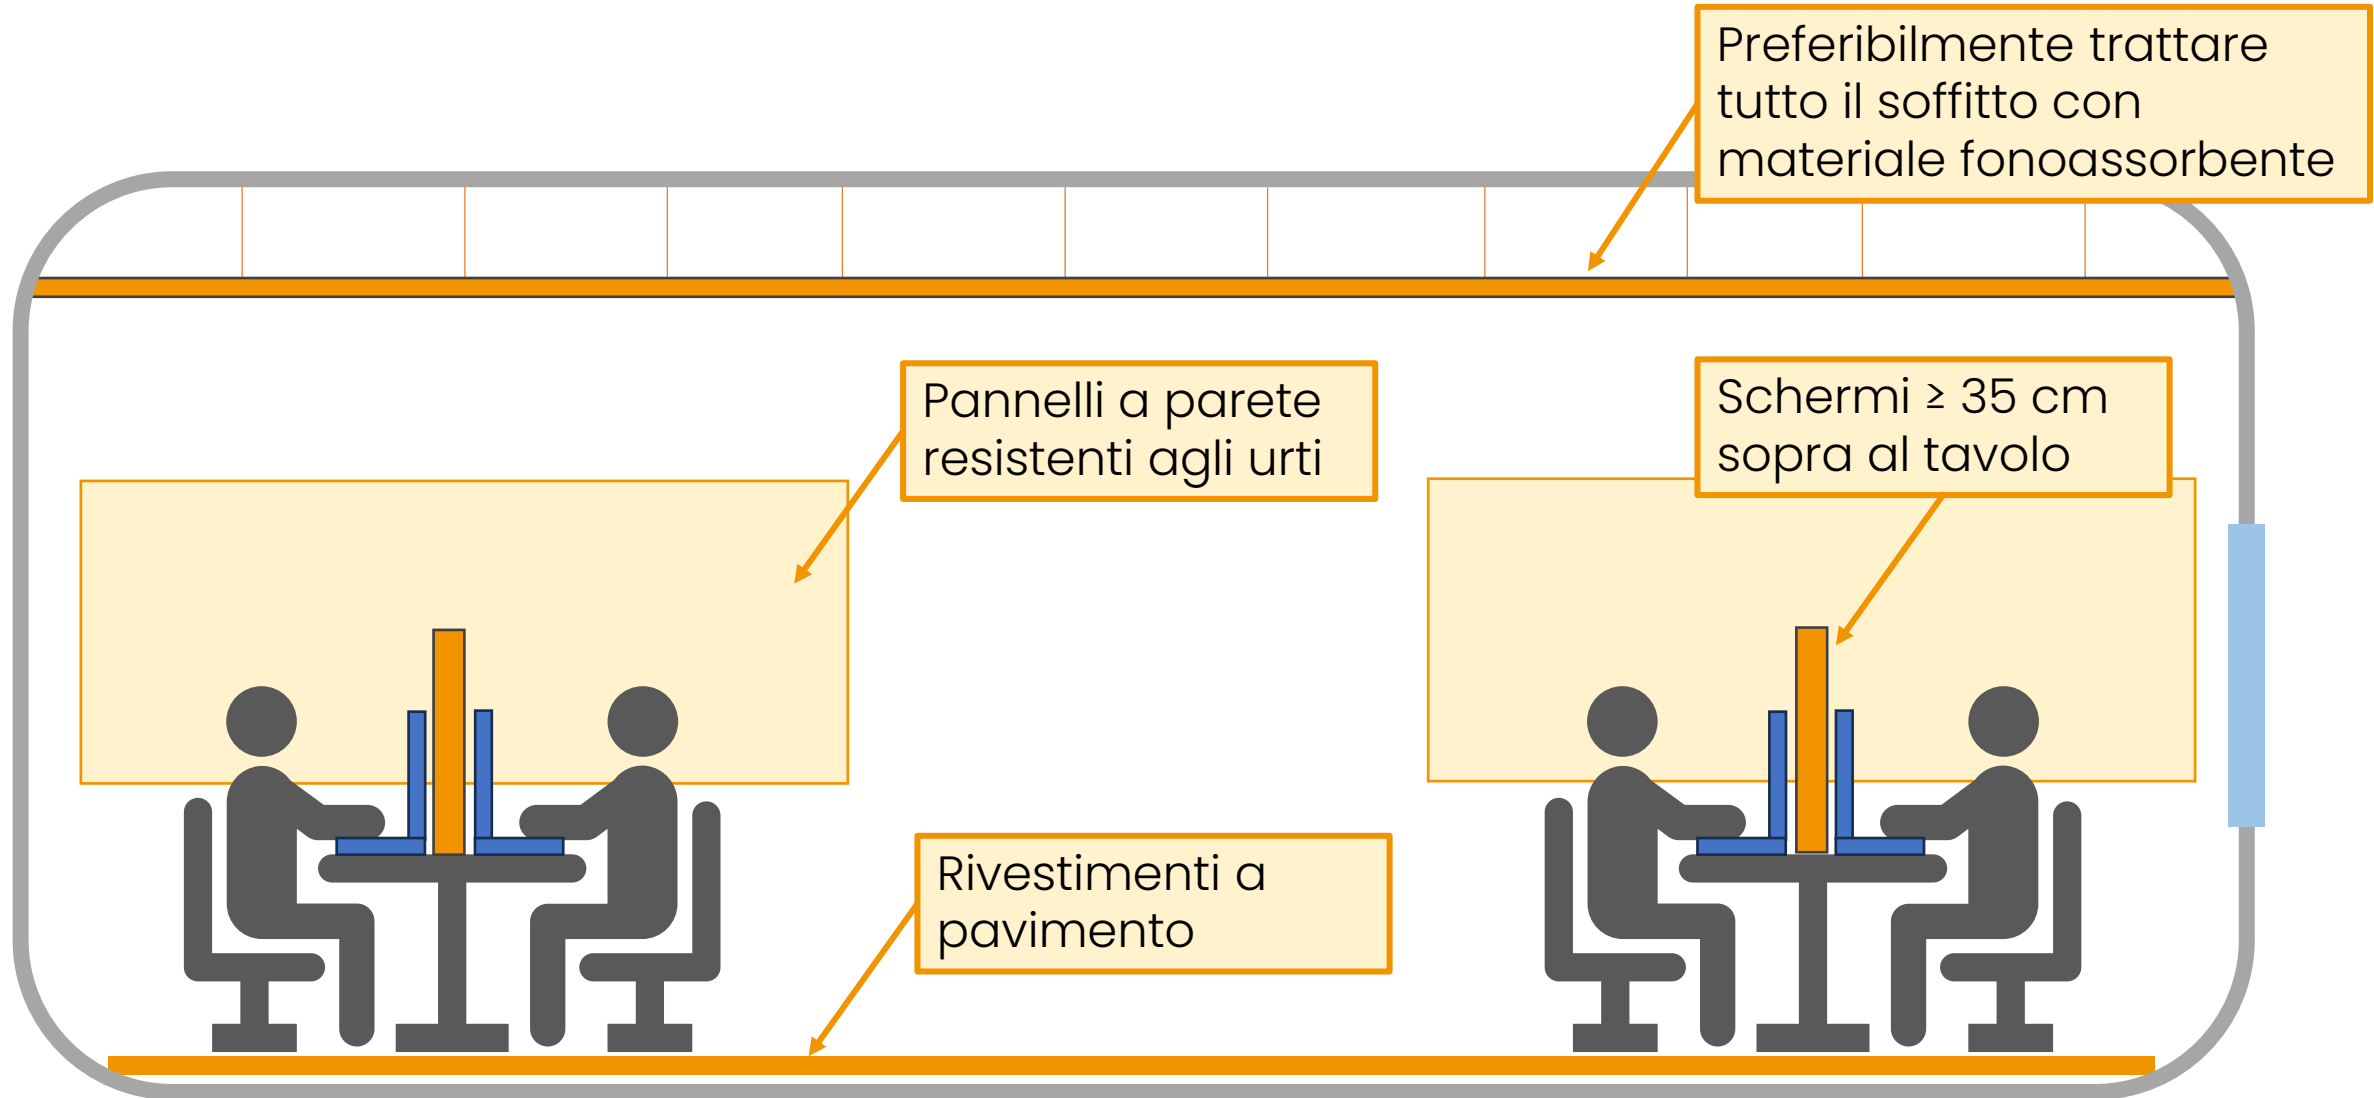 Preferibilmente trattare
tutto il soffitto con
materiale fonoassorbente
Pannelli a parete
resistenti agli urti
Schermi ≥ 35 cm
sopra al tavolo
Rivestimenti a
pavimento